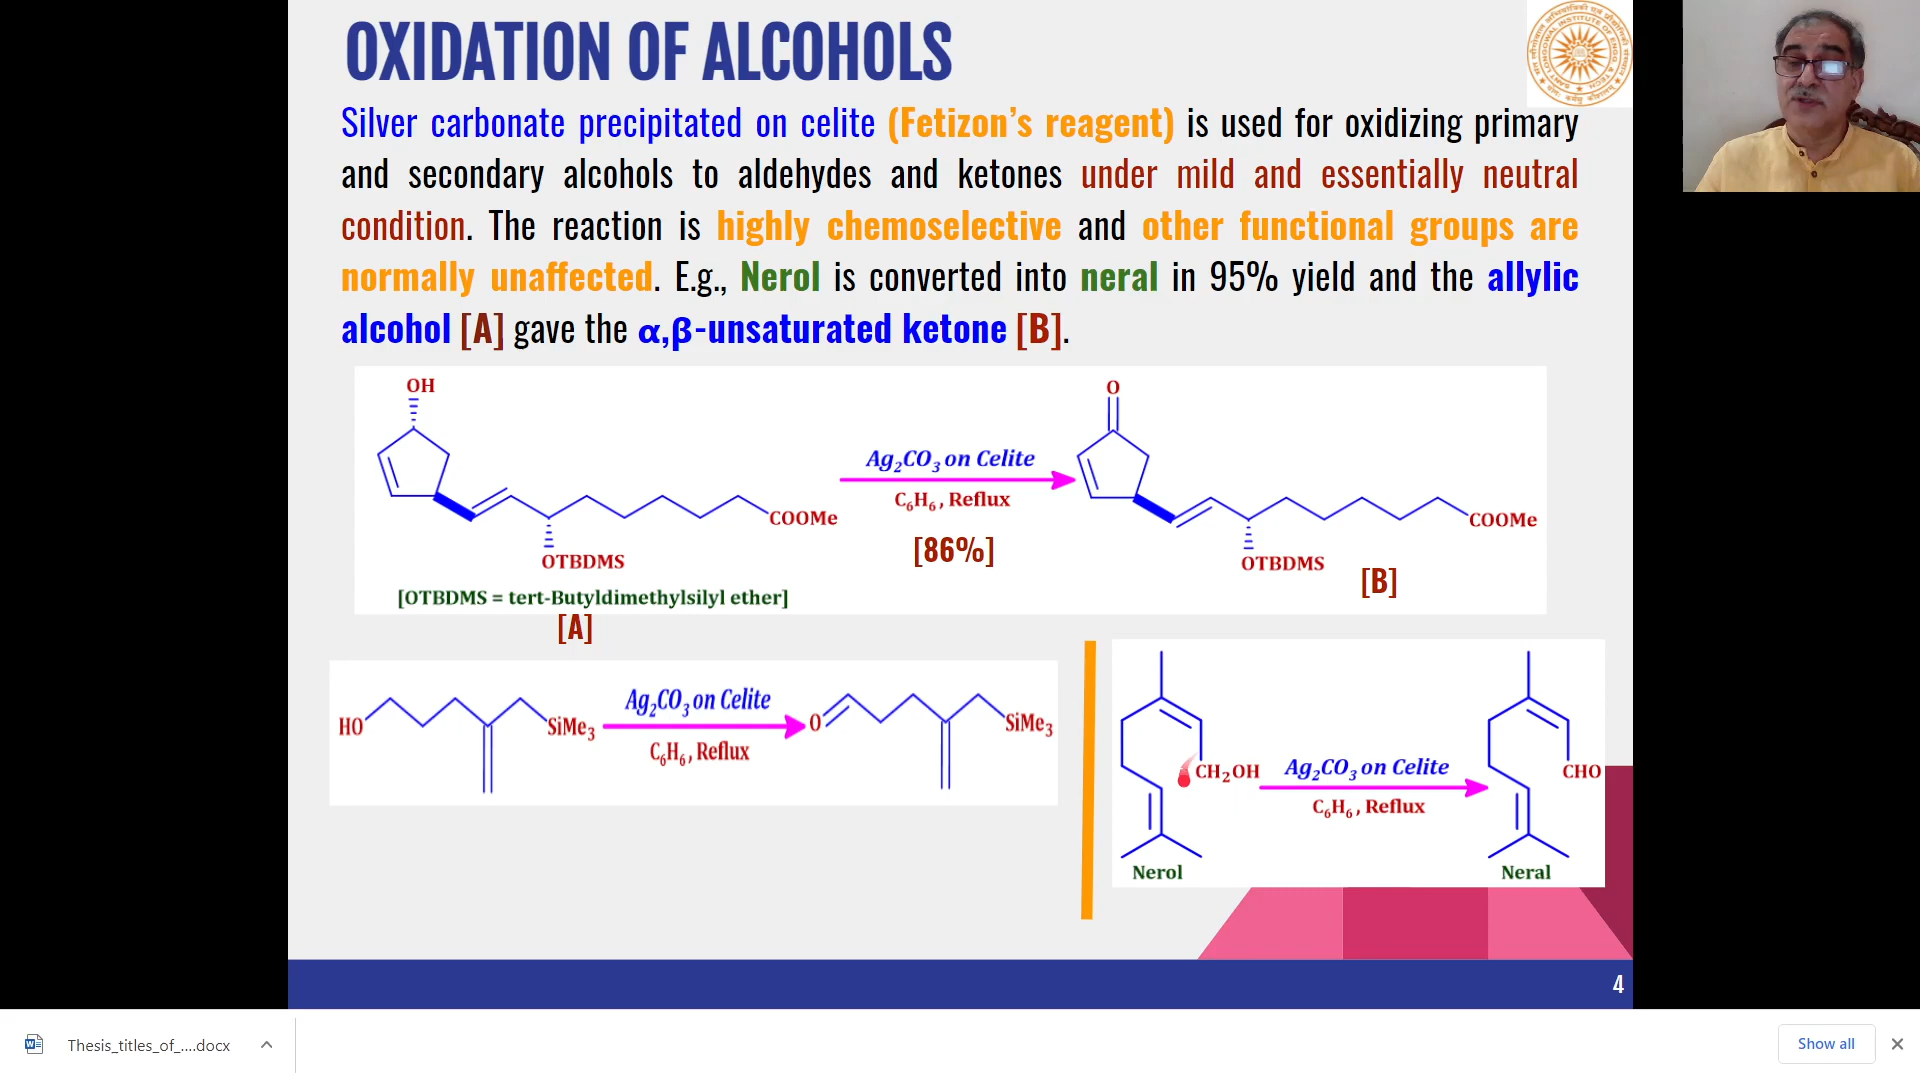 OXIDATION OF ALCOHOLS
Silver carbonate precipitated on celite (Fetizon’s reagent) is used for oxidizing primary
and secondary alcohols to aldehydes and ketones under mild and essentially neutral
condition. The reaction is highly chemoselective and other functional groups are
normally unaffected. E.g., Nerol is converted into neral in 95% yield and the allylic
alcohol [A] gave the α,β-unsaturated ketone [B].
OH
O
Ag2CO3 on Celite
C6H6, Reflux
COOMe
COOMe
[86%]
OTBDMS
OTBDMS
[B]
[OTBDMS = tert-Butyldimethylsilyl ether]
[A]
HO
SiMe3
Ag2CO3 on Celite
C6H6, Reflux
O
SiMe3
CH2OH
Ag2CO3 on Celite
C6H6, Reflux
CHO
Nerol
Neral
4
Thesis_titles_of_....docx
Show all